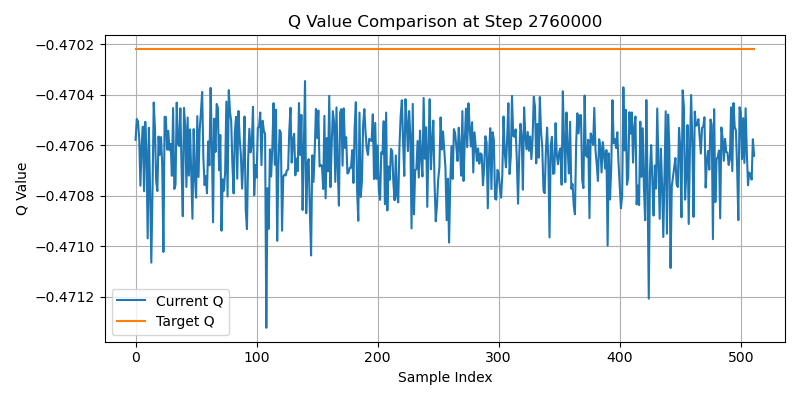 Q Value Comparison at Step 2760000
Q Value
−0.4702
−0.4704
−0.4706
−0.4708
−0.4710
−0.4712
Current Q
Target Q
0 100 200 300 400 500
Sample Index